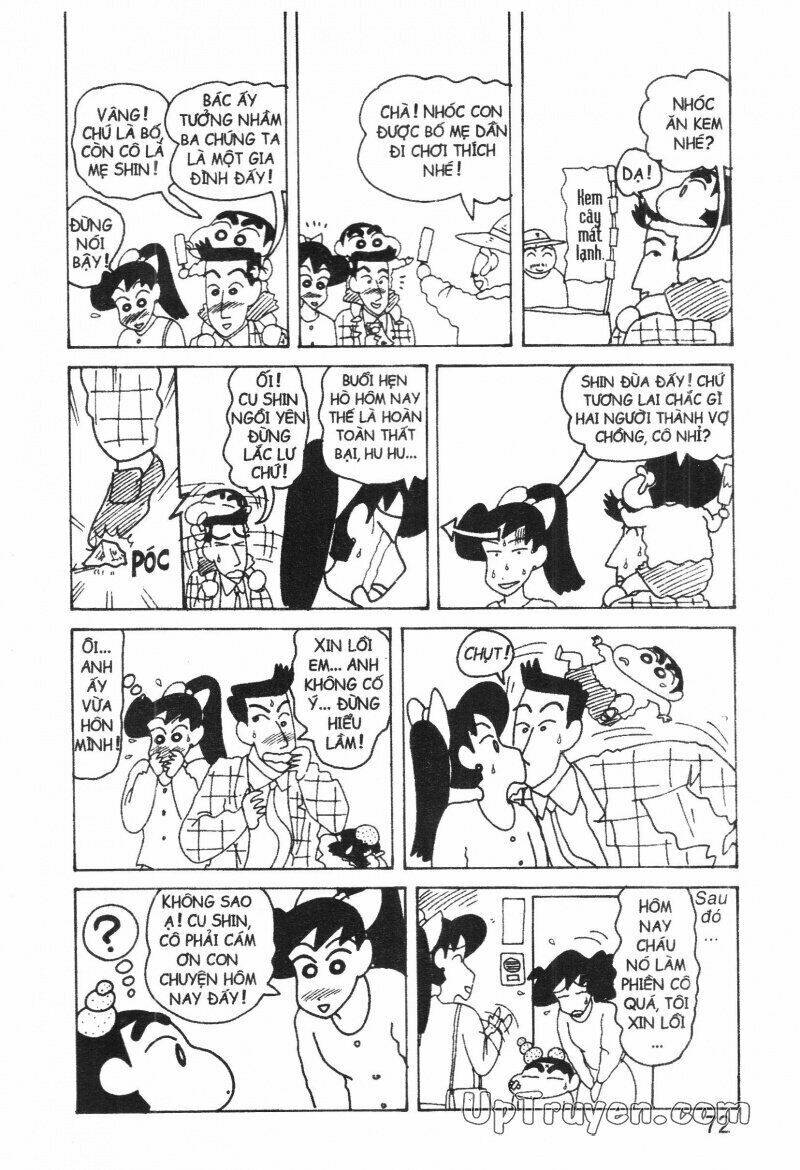 NHÓC
ĂN KEM
NHÉ?
DẠ!
Kem
cây
mát
lạnh.
CHÀ! NHÓC CON
ĐƯỢC BỐ MẸ DẪN
ĐI CHƠI THÍCH
NHÉ!
BÁC ẤY
TƯỞNG NHẦM
BA CHÚNG TA
LÀ MỘT GIA
ĐÌNH ĐẤY!
VÂNG!
CHÚ LÀ BỐ,
CÒN CÔ LÀ
MẸ SHIN!
ĐỪNG
NÓI
BẬY!
SHIN ĐÙA ĐẤY! CHỨ
TƯƠNG LAI CHẮC GÌ
HAI NGƯỜI THÀNH VỢ
CHỒNG, CÔ NHỈ?
BUỔI HẸN
HÒ HÔM NAY
THẾ LÀ HOÀN
TOÀN THẤT
BẠI, HU HU...
ỐI!
CU SHIN
NGỒI YÊN
ĐỪNG
LẮC LƯ
CHỨ!
PÓC
CHỤT!
XIN LỖI
EM... ANH
KHÔNG CỐ
Ý... ĐỪNG
HIỂU
LẦM!
ÔI...
ANH
ẤY
VỪA
HÔN
MÌNH!
Sau
đó
...
HÔM
NAY
CHÁU
NÓ LÀM
PHIỀN CÔ
QUÁ, TÔI
XIN LỖI
...
KHÔNG SAO
Ạ! CU SHIN,
CÔ PHẢI CÁM
ƠN CON
CHUYỆN HÔM
NAY ĐẤY!
?
UpTruyen.com
72